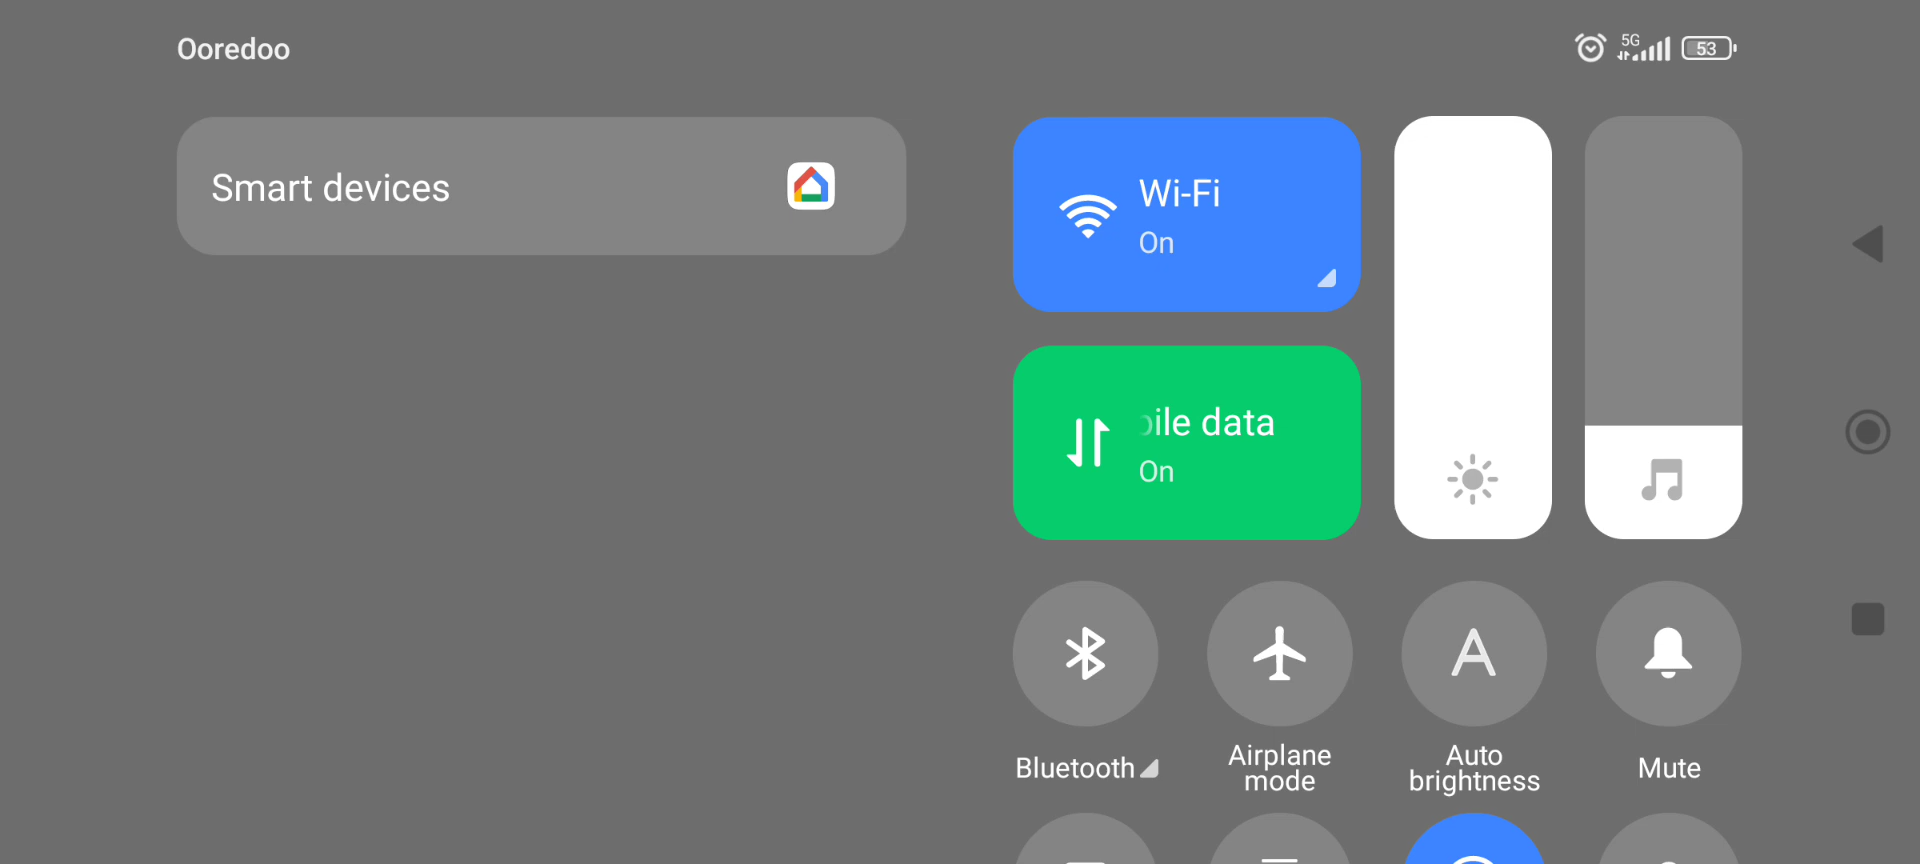 Ooredoo
5G
53
Smart devices
Wi-Fi
On
ile data
On
Bluetooth
Airplane
mode
Auto
brightness
Mute